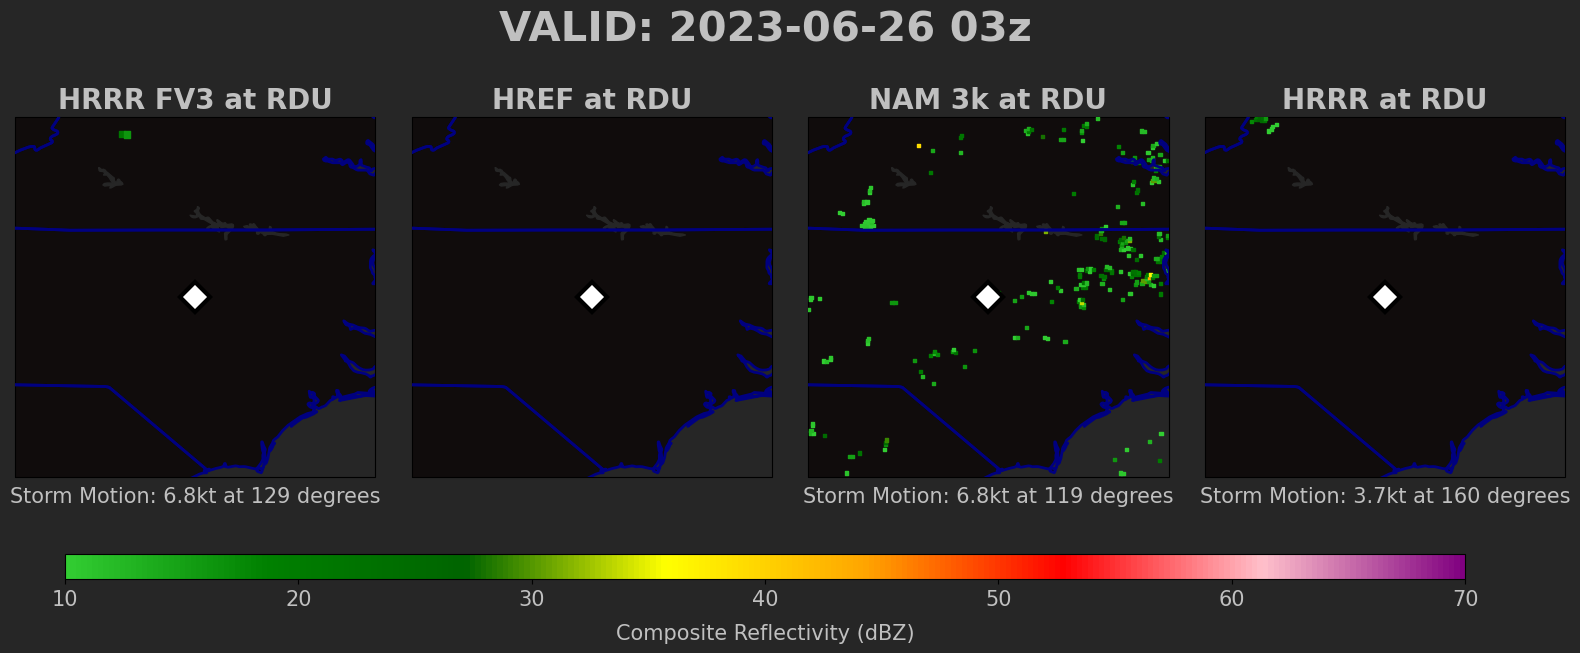 VALID: 2023-06-26 03z
HRRR FV3 at RDU
HREF at RDU
NAM 3k at RDU
HRRR at RDU
Storm Motion: 6.8kt at 129 degrees
Storm Motion: 6.8kt at 119 degrees
Storm Motion: 3.7kt at 160 degrees
10 20 30 40 50 60 70
Composite Reflectivity (dBZ)